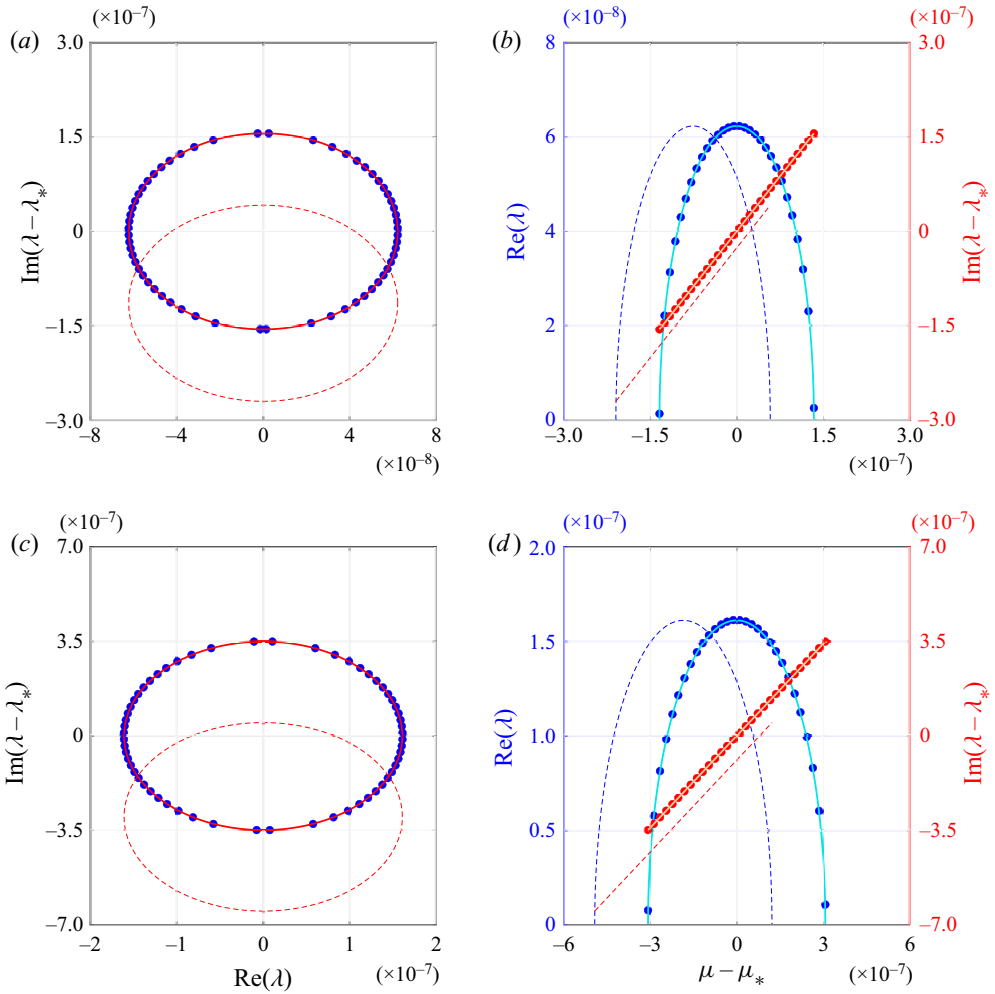 (×10–7) (×10–8) (×10–7)
(a) 3.0 (b) 8 3.0
1.5 6 1.5
Im(λ – λ*) 0 Re(λ) 4 0 Im(λ – λ*)
–1.5 2 –1.5
–3.0 0 –3.0
–8 –4 0 4 8 –3.0 –1.5 0 1.5 3.0
(×10–8) (×10–7)
(×10–7) (×10–7) (×10–7)
(c) 7.0 (d) 2.0 7.0
3.5 1.5 3.5
Im(λ – λ*) 0 Re(λ) 1.0 0 Im(λ – λ*)
–3.5 0.5 –3.5
–7.0 0 –7.0
–2 –1 0 1 2 –6 –3 0 3 6
Re(λ) (×10–7) μ – μ* (×10–7)